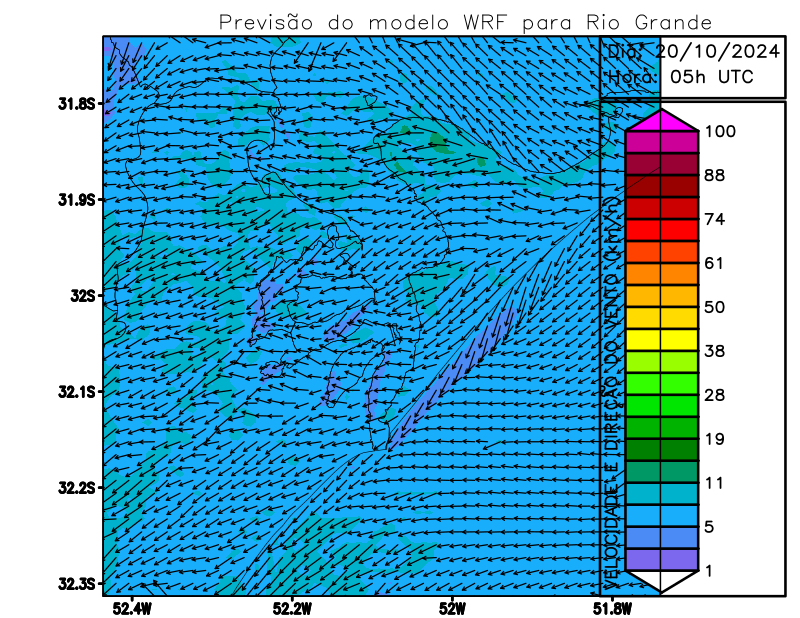 Previsão do modelo WRF para Rio Grande
Dia: 20/10/2024
Hora: 05h UTC
VELOCIDADE E DIREÇÃO DO VENTO (km/h)
100
88
74
61
50
38
28
19
11
5
1
31.8S
31.9S
32S
32.1S
32.2S
32.3S
52.4W
52.2W
52W
51.8W